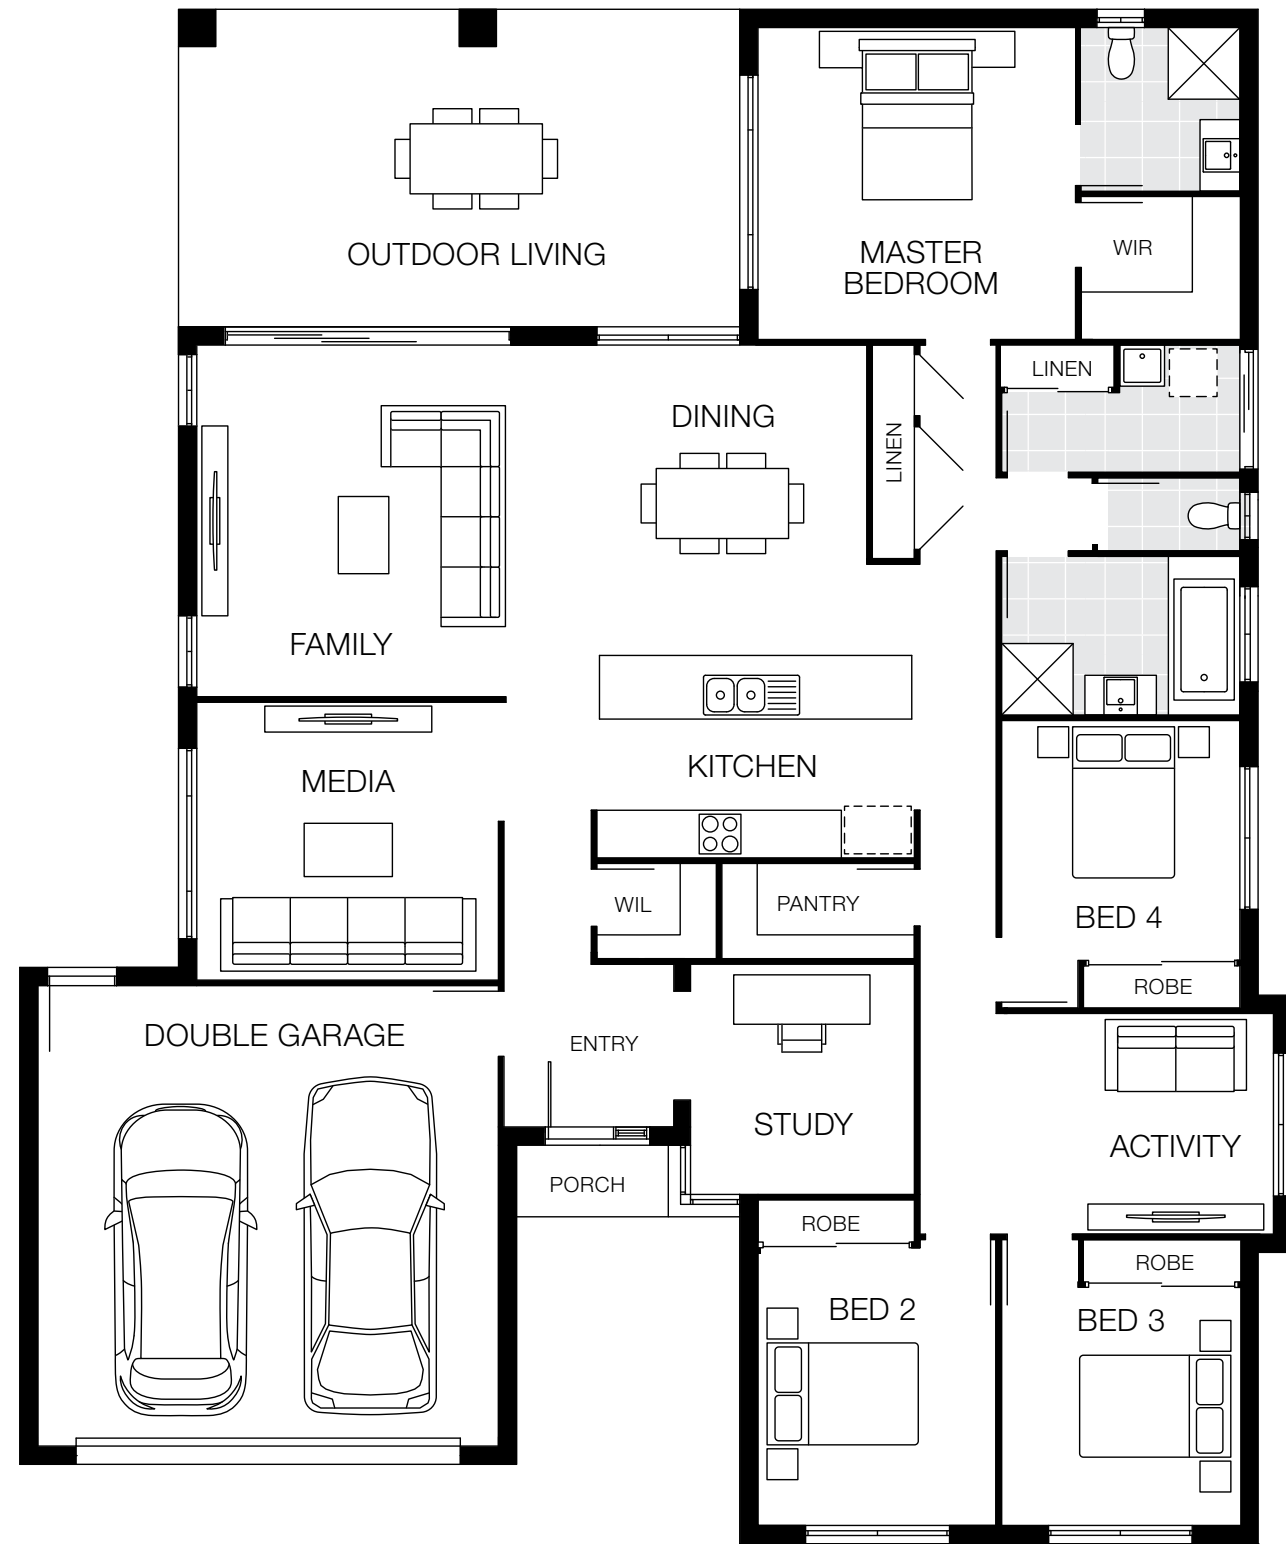 OUTDOOR LIVING
MASTER
BEDROOM
WIR
LINEN
DINING
LINEN
FAMILY
MEDIA
KITCHEN
WIL
PANTRY
BED 4
ROBE
DOUBLE GARAGE
ENTRY
STUDY
ACTIVITY
PORCH
ROBE
ROBE
BED 2
BED 3